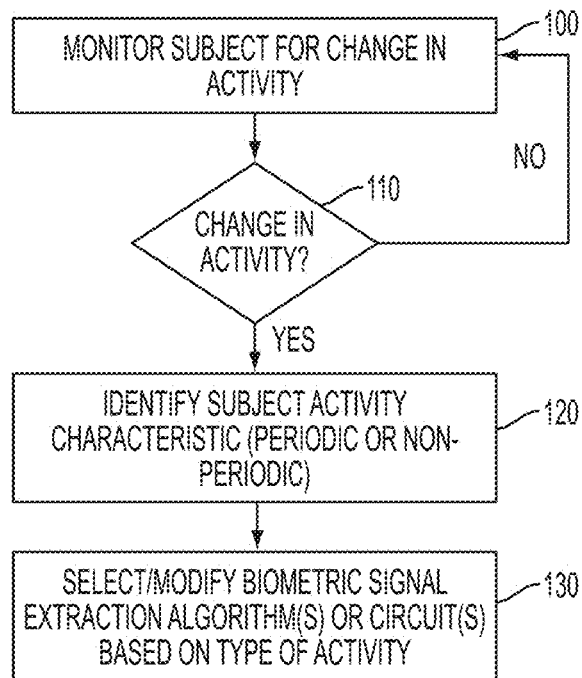 MONITOR SUBJECT FOR CHANGE IN
ACTIVITY
100
NO
110
CHANGE IN
ACTIVITY?
YES
IDENTIFY SUBJECT ACTIVITY
CHARACTERISTIC (PERIODIC OR NON-
PERIODIC)
120
SELECT/MODIFY BIOMETRIC SIGNAL
EXTRACTION ALGORITHM(S) OR CIRCUIT(S)
BASED ON TYPE OF ACTIVITY
130